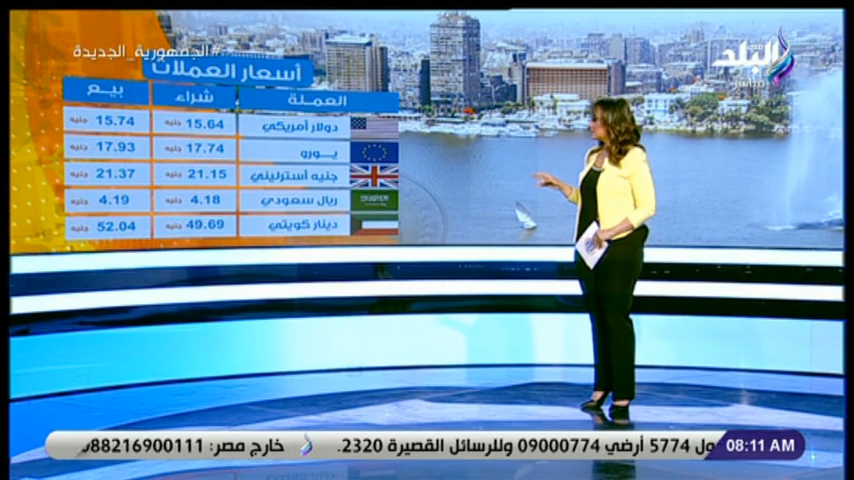 #الجمهورية_الجديدة
صدى
البلد
مباشر
أسعار العملات
العملة شراء بيع
دولار أمريكي 15.64 جنيه 15.74 جنيه
يـــورو 17.74 جنيه 17.93 جنيه
جنيه أسترليني 21.15 جنيه 21.37 جنيه
ريال سعودي 4.18 جنيه 4.19 جنيه
دينار كويتي 49.69 جنيه 52.04 جنيه
08:11 AM
ول 5774 أرضي 09000774 وللرسائل القصيرة 2320. خارج مصر: 088216900111